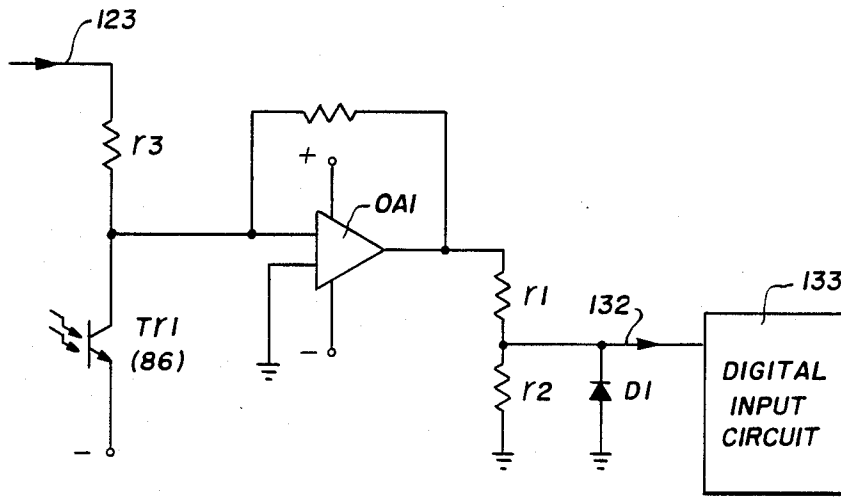 123
r3
+
OA1
-
Tr1
(86)
-
r1
r2
132
D1
133
DIGITAL
INPUT
CIRCUIT